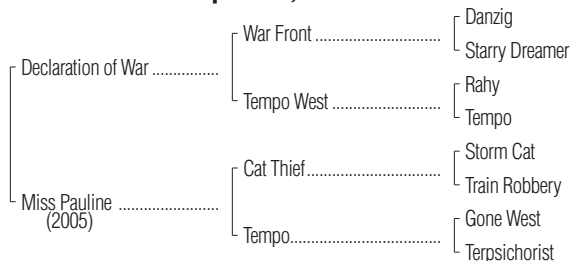 War Front
Danzig
Starry Dreamer
Declaration of War
Tempo West
Rahy
Tempo
Cat Thief
Storm Cat
Train Robbery
Miss Pauline
(2005)
Tempo
Gone West
Terpsichorist